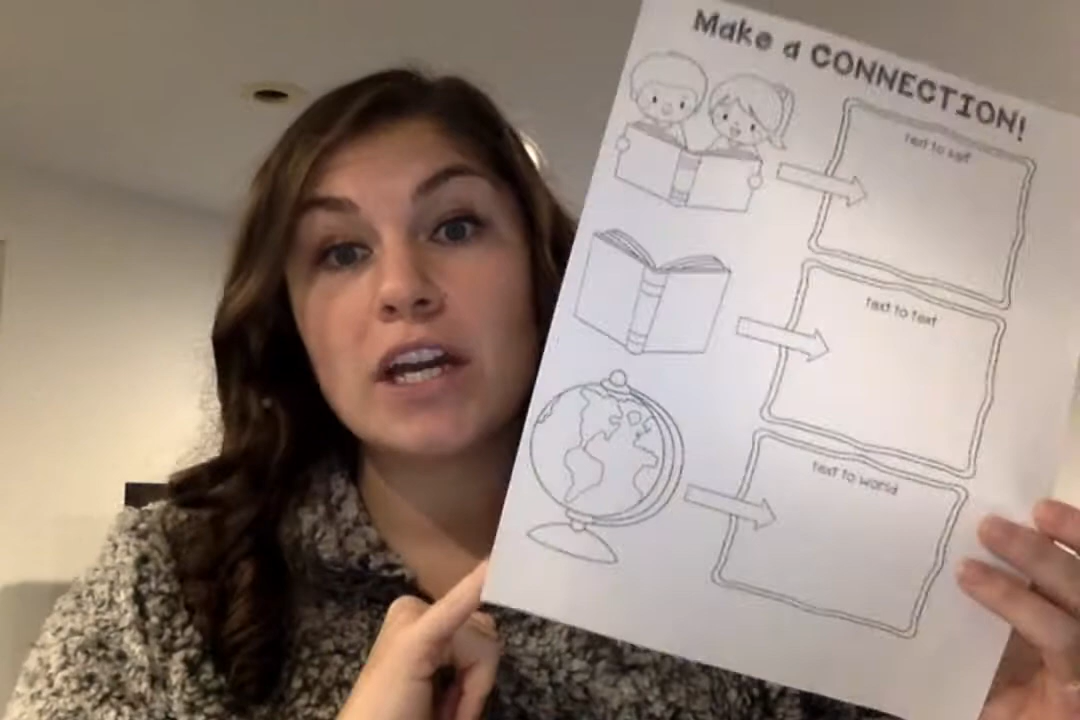 Make a CONNECTION!
text to self
text to text
text to world